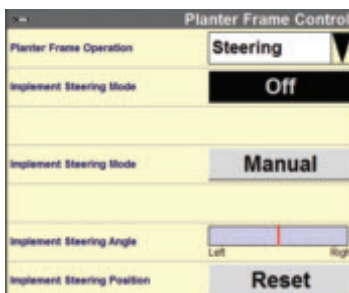 Planter Frame Control
Planter Frame Operation Steering
Implement Steering Mode Off
Implement Steering Mode Manual
Implement Steering Angle
Left Right
Implement Steering Position Reset